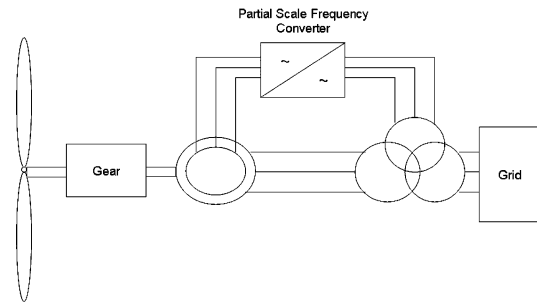 Partial Scale Frequency
Converter
~
~
Gear
Grid